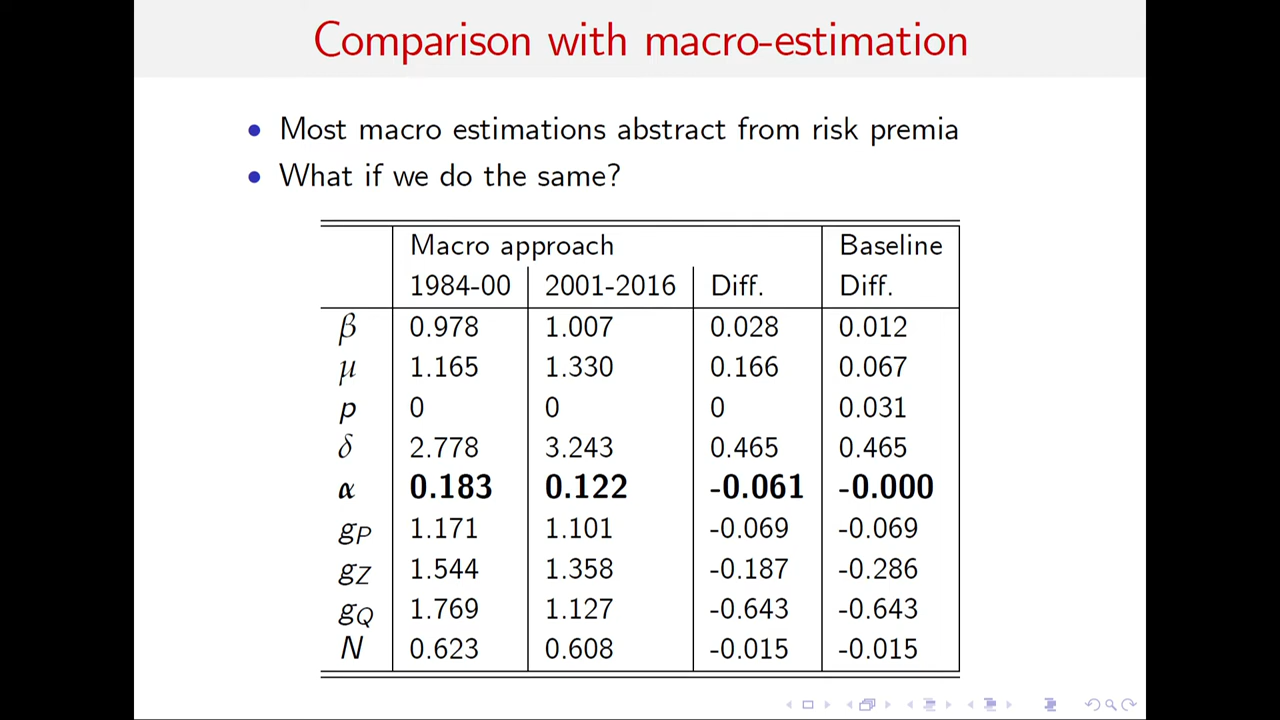 Comparison with macro-estimation
• Most macro estimations abstract from risk premia
• What if we do the same?
Macro approach Baseline
1984-00 2001-2016 Diff. Diff.
β 0.978 1.007 0.028 0.012
μ 1.165 1.330 0.166 0.067
p 0 0 0 0.031
δ 2.778 3.243 0.465 0.465
α 0.183 0.122 -0.061 -0.000
gP 1.171 1.101 -0.069 -0.069
gZ 1.544 1.358 -0.187 -0.286
gQ 1.769 1.127 -0.643 -0.643
N 0.623 0.608 -0.015 -0.015